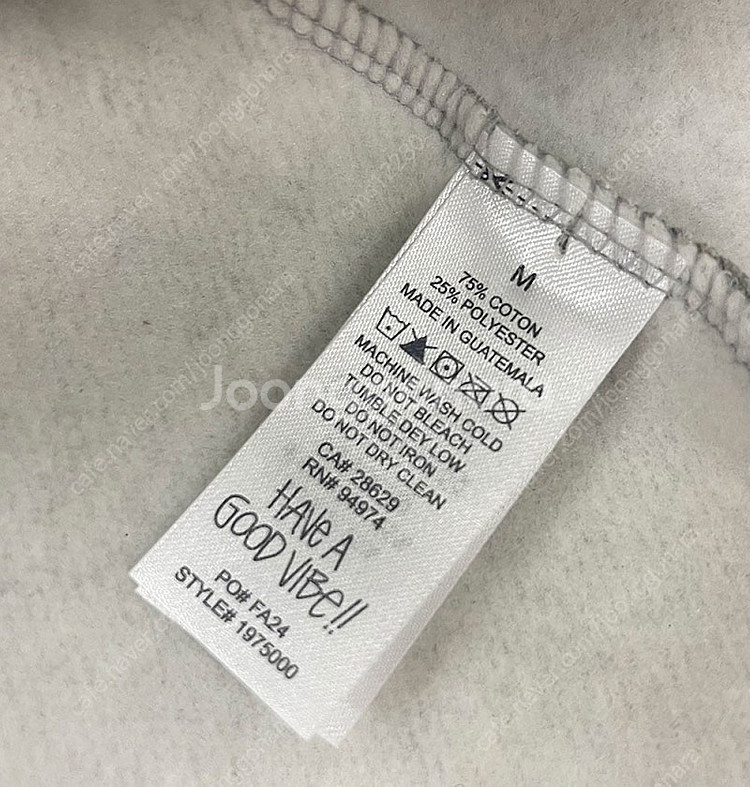 M
75% COTON
25% POLYESTER
MADE IN GUATEMALA
MACHINE WASH COLD
DO NOT BLEACH
TUMBLE DEY LOW
DO NOT IRON
DO NOT DRY CLEAN
CA# 28629
RN# 94974
HAVE A
GOOD VIBE!!
PO# FA24
STYLE# 1975000